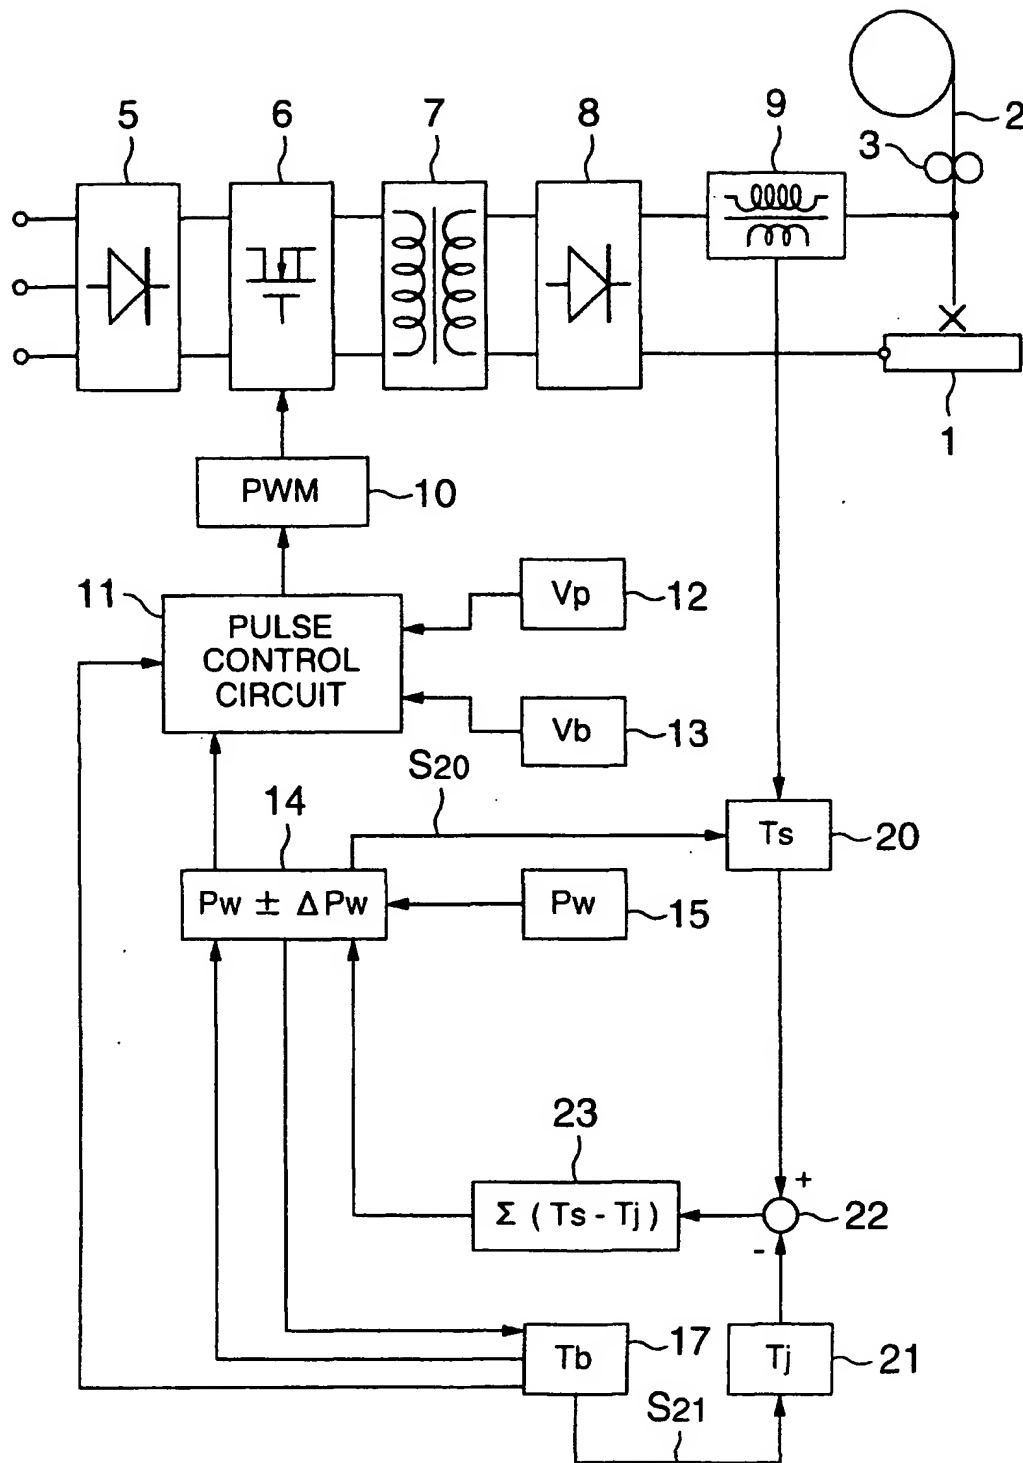 5
6
7
8
9
2
3
1
PWM
10
11
PULSE
CONTROL
CIRCUIT
Vp
12
Vb
13
S20
14
Ts
20
Pw ± Δ Pw
Pw
15
23
+
Σ ( Ts - Tj )
22
-
Tb
17
Tj
21
S21